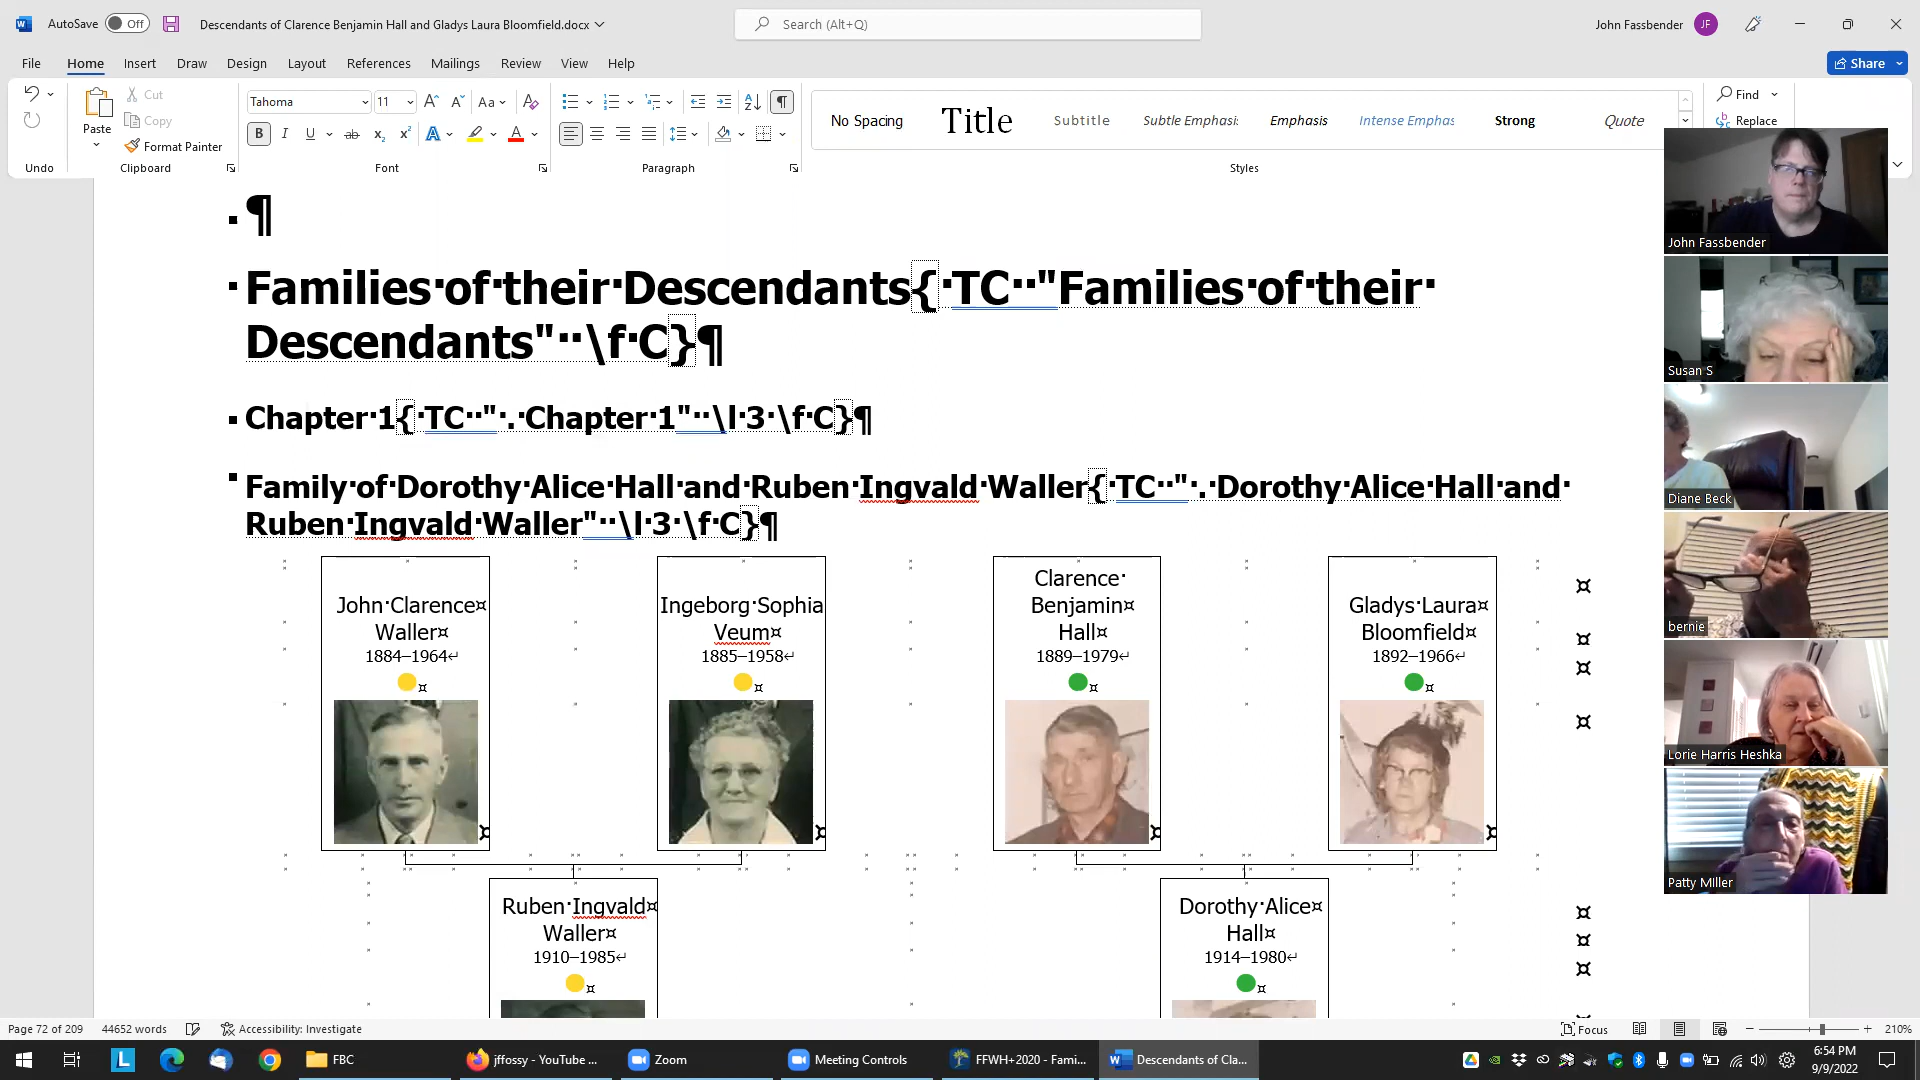 AutoSave Off Descendants of Clarence Benjamin Hall and Gladys Laura Bloomfield.docx Search (Alt+Q) John Fassbender JF
File Home Insert Draw Design Layout References Mailings Review View Help Share
Paste Cut Copy Format Painter
Tahoma 11
No Spacing Title Subtitle Subtle Emphasi: Emphasis Intense Emphas Strong Quote
Find
Replace
Undo Clipboard Font Paragraph Styles
¶
Families·of·their·Descendants{·TC··"Families·of·their·
Descendants"··\f·C}¶
Chapter·1{·TC··"·.·Chapter·1"··\l·3·\f·C}¶
Family·of·Dorothy·Alice·Hall·and·Ruben·Ingvald·Waller{·TC··"·.·Dorothy·Alice·Hall·and·
Ruben·Ingvald·Waller"··\l·3·\f·C}¶
John·Clarence¤
Waller¤
1884–1964↵
¤
Ingeborg·Sophia
Veum¤
1885–1958↵
¤
Clarence·
Benjamin¤
Hall¤
1889–1979↵
¤
Gladys·Laura¤
Bloomfield¤
1892–1966↵
¤
Ruben·Ingvald¤
Waller¤
1910–1985↵
¤
Dorothy·Alice¤
Hall¤
1914–1980↵
¤
John Fassbender
Susan S
Diane Beck
bernie
Lorie Harris Heshka
Patty Miller
Page 72 of 209 44652 words Accessibility: Investigate Focus 210%
FBC jffossy - YouTube ... Zoom Meeting Controls FFWH+2020 - Fami... Descendants of Cla...
6:54 PM
9/9/2022